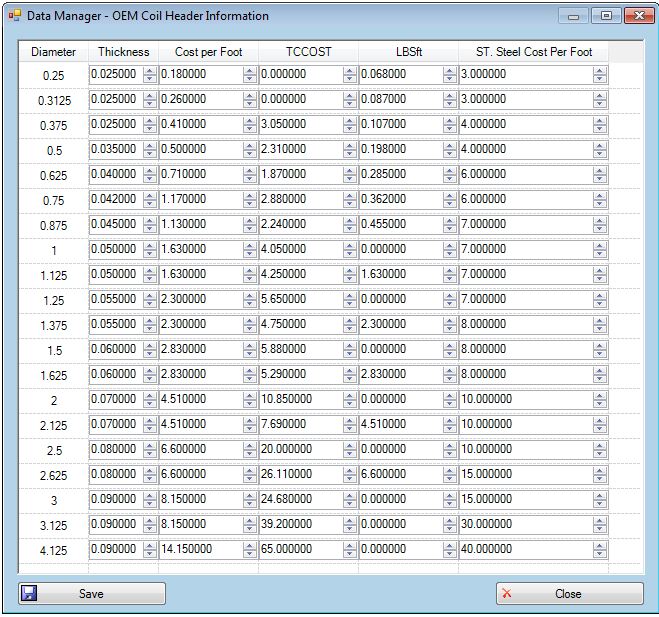 Data Manager - OEM Coil Header Information
Diameter Thickness Cost per Foot TCCOST LBSft ST. Steel Cost Per Foot
0.25 0.025000 0.180000 0.000000 0.068000 3.000000
0.3125 0.025000 0.260000 0.000000 0.087000 3.000000
0.375 0.025000 0.410000 3.050000 0.107000 4.000000
0.5 0.035000 0.500000 2.310000 0.198000 4.000000
0.625 0.040000 0.710000 1.870000 0.285000 6.000000
0.75 0.042000 1.170000 2.880000 0.362000 6.000000
0.875 0.045000 1.130000 2.240000 0.455000 7.000000
1 0.050000 1.630000 4.050000 0.000000 7.000000
1.125 0.050000 1.630000 4.250000 1.630000 7.000000
1.25 0.055000 2.300000 5.650000 0.000000 7.000000
1.375 0.055000 2.300000 4.750000 2.300000 8.000000
1.5 0.060000 2.830000 5.880000 0.000000 8.000000
1.625 0.060000 2.830000 5.290000 2.830000 8.000000
2 0.070000 4.510000 10.850000 0.000000 10.000000
2.125 0.070000 4.510000 7.690000 4.510000 10.000000
2.5 0.080000 6.600000 20.000000 0.000000 10.000000
2.625 0.080000 6.600000 26.110000 6.600000 15.000000
3 0.090000 8.150000 24.680000 0.000000 15.000000
3.125 0.090000 8.150000 39.200000 0.000000 30.000000
4.125 0.090000 14.150000 65.000000 0.000000 40.000000
Save Close